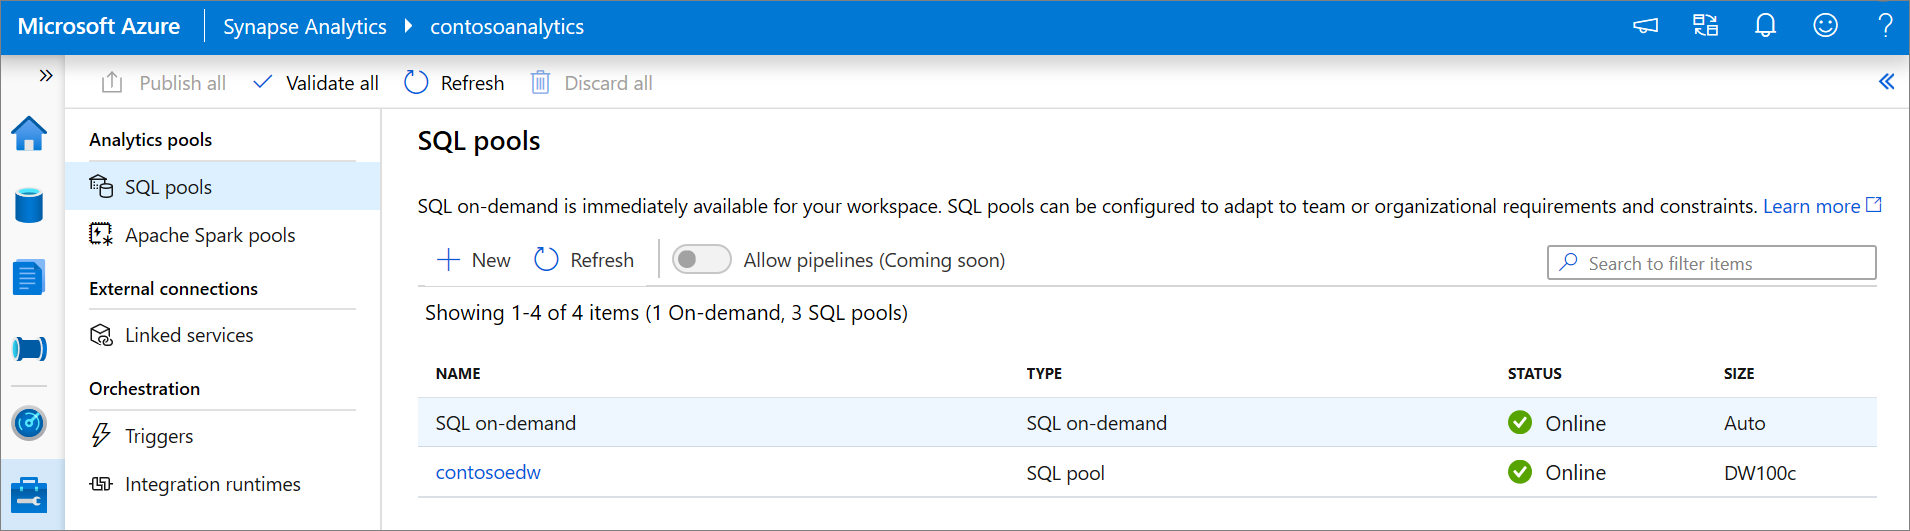 Microsoft Azure Synapse Analytics contosoanalytics
Publish all Validate all Refresh Discard all
Analytics pools
SQL pools
Apache Spark pools
External connections
Linked services
Orchestration
Triggers
Integration runtimes
SQL pools
SQL on-demand is immediately available for your workspace. SQL pools can be configured to adapt to team or organizational requirements and constraints. Learn more
New Refresh Allow pipelines (Coming soon) Search to filter items
Showing 1-4 of 4 items (1 On-demand, 3 SQL pools)
NAME TYPE STATUS SIZE
SQL on-demand SQL on-demand Online Auto
contosoedw SQL pool Online DW100c